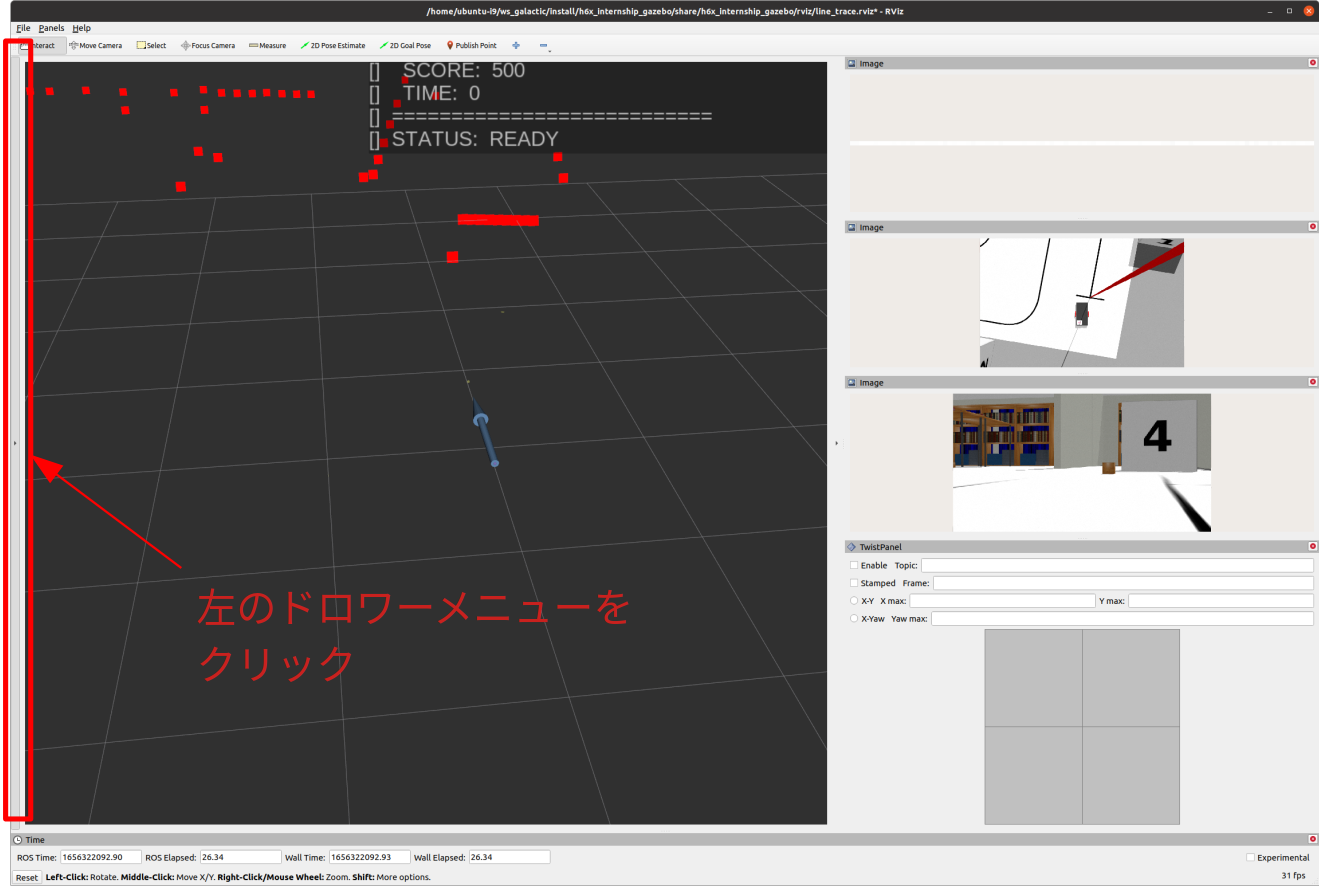 /home/ubuntu-i9/ws_galactic/install/h6x_internship_gazebo/share/h6x_internship_gazebo/rviz/line_trace.rviz* - RViz
File Panels Help
Interact Move Camera Select Focus Camera Measure 2D Pose Estimate 2D Goal Pose Publish Point
[] SCORE: 500
[] TIME: 0
[] ===========================
[] STATUS: READY
左のドロワーメニューを
クリック
Image
Image
Image
4
TwistPanel
Enable Topic:
Stamped Frame:
X-Y X max: Y max:
X-Yaw Yaw max:
Time
ROS Time: 1656322092.90 ROS Elapsed: 26.34 Wall Time: 1656322092.93 Wall Elapsed: 26.34 Experimental
Reset Left-Click: Rotate. Middle-Click: Move X/Y. Right-Click/Mouse Wheel: Zoom. Shift: More options. 31 fps